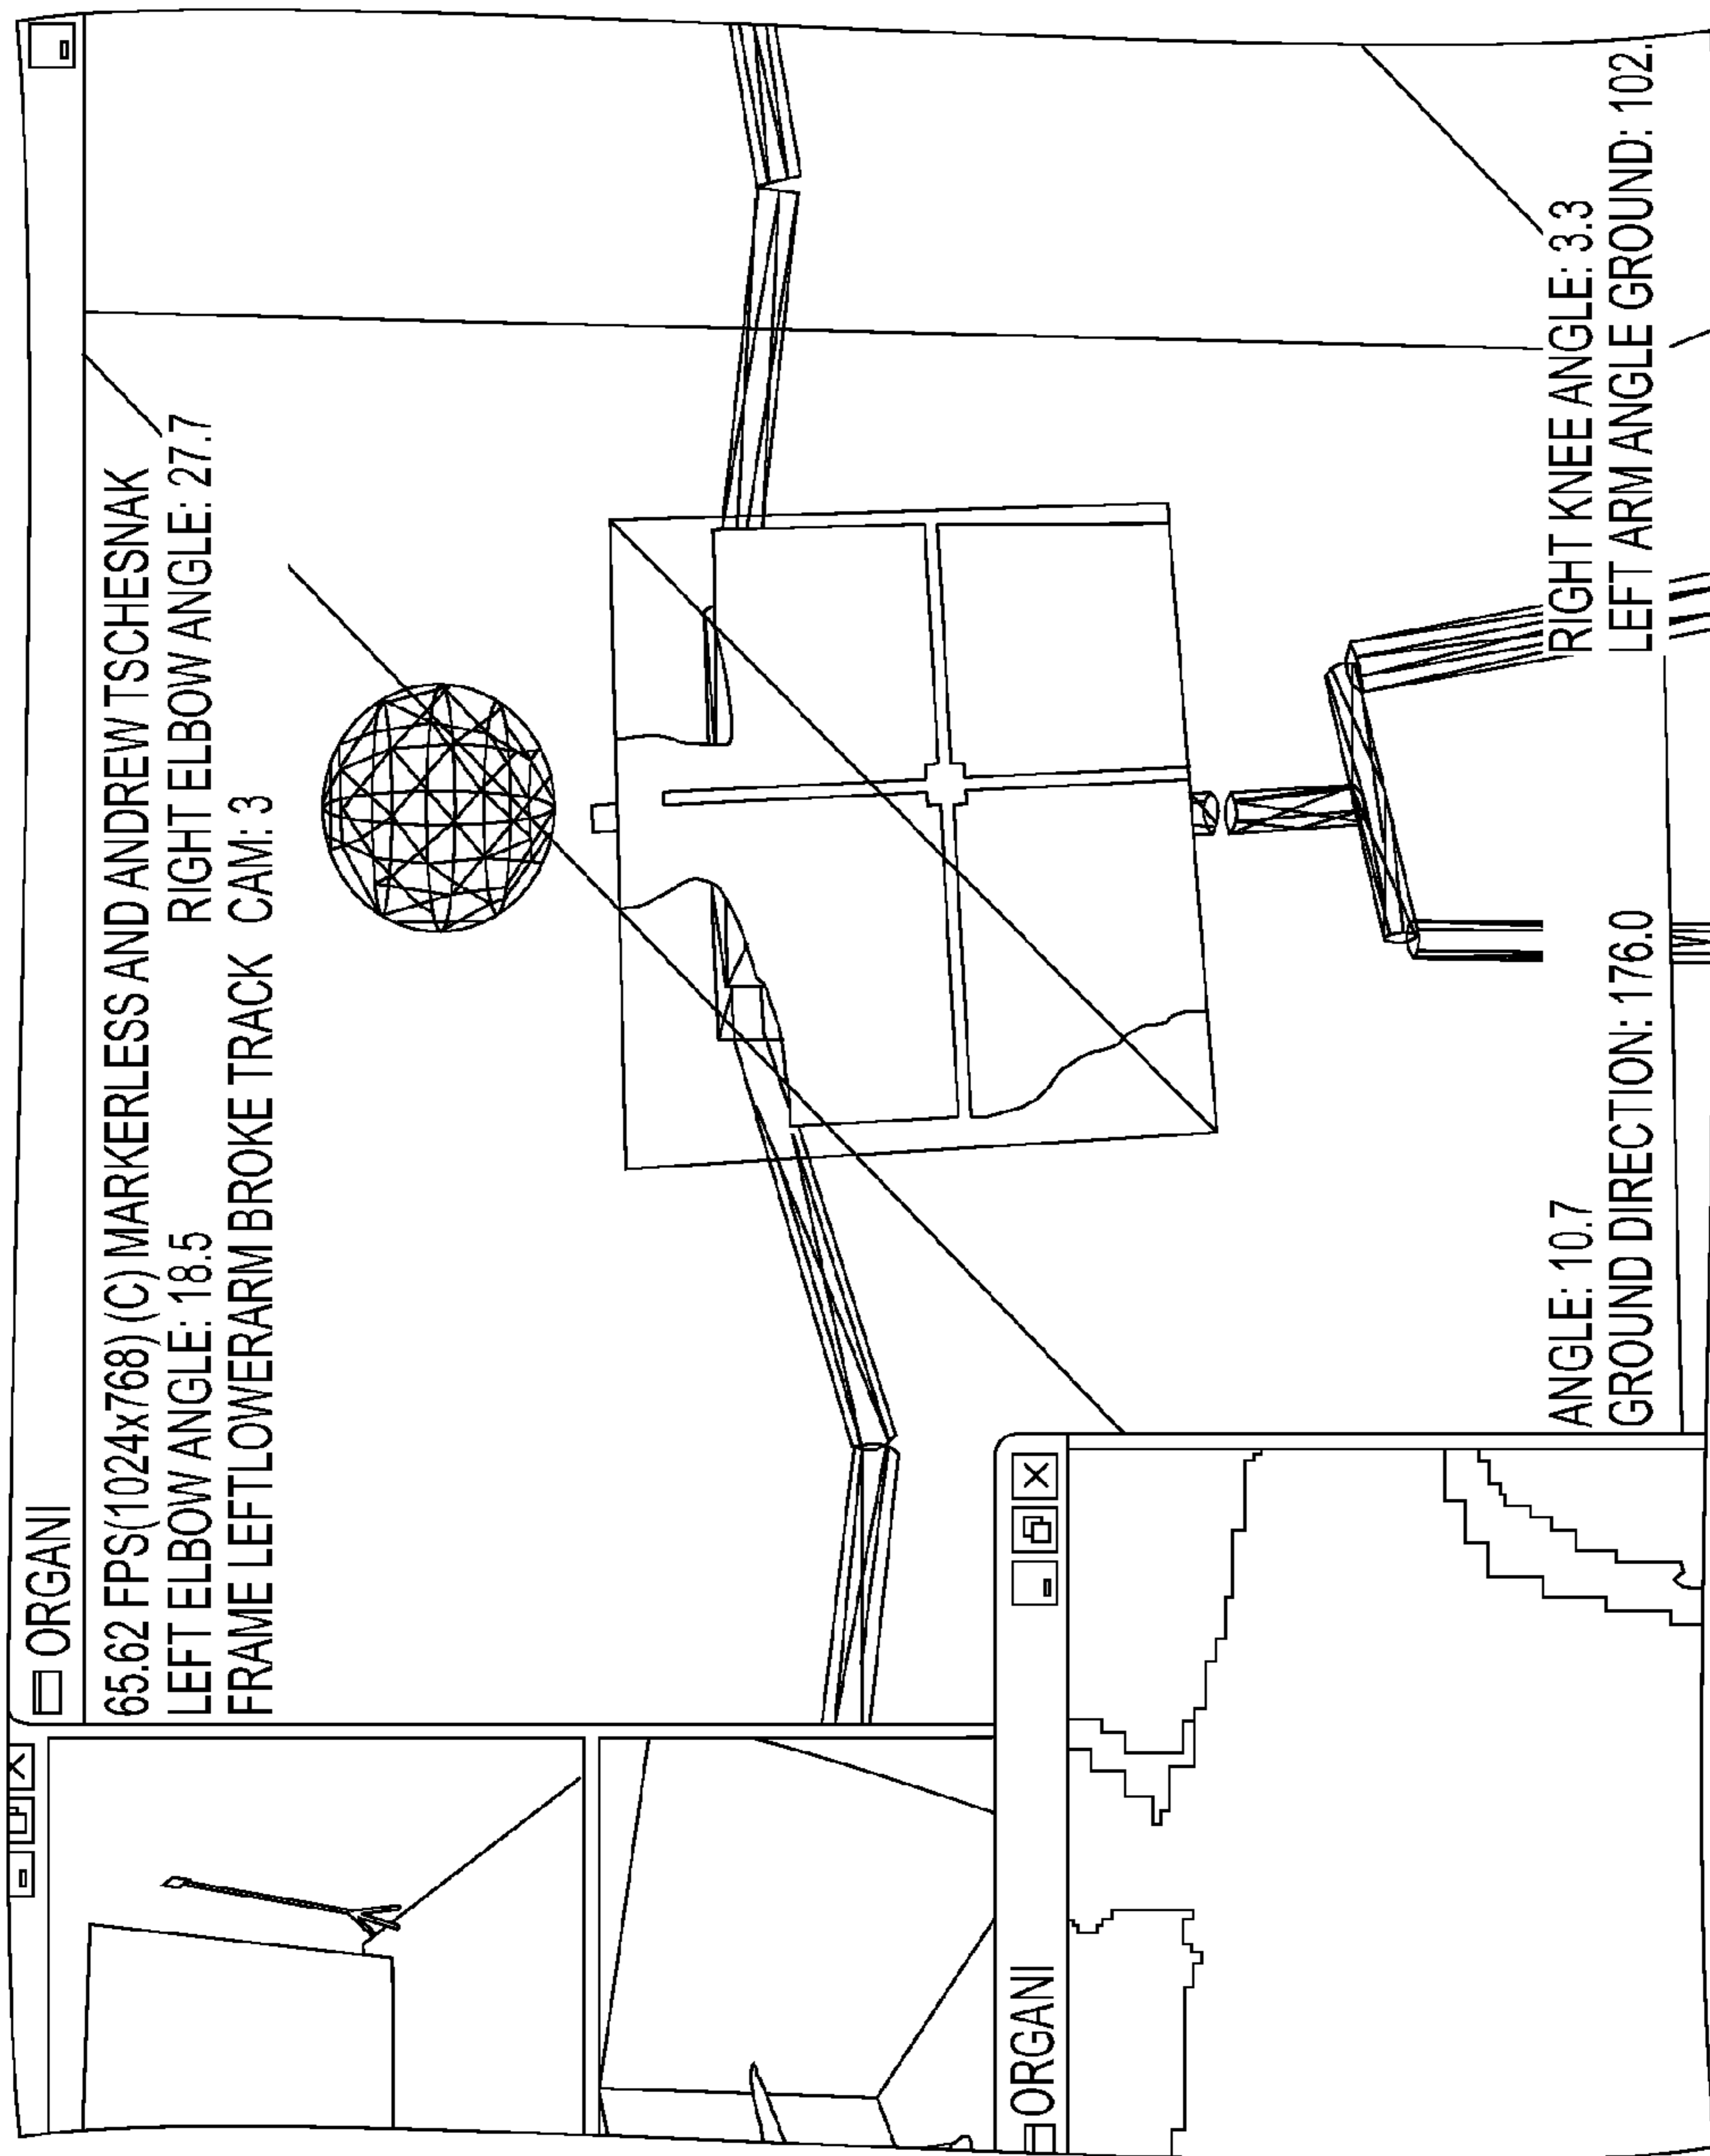 ORGANI
65.62 FPS(1024x768) (C) MARKERLESS AND ANDREW TSCHESNAK
LEFT ELBOW ANGLE: 18.5 RIGHT ELBOW ANGLE: 27.7
FRAME LEFTLOWERARM BROKE TRACK CAM: 3
ORGANI
ANGLE: 10.7 RIGHT KNEE ANGLE: 3.3
GROUND DIRECTION: 176.0 LEFT ARM ANGLE GROUND: 102.